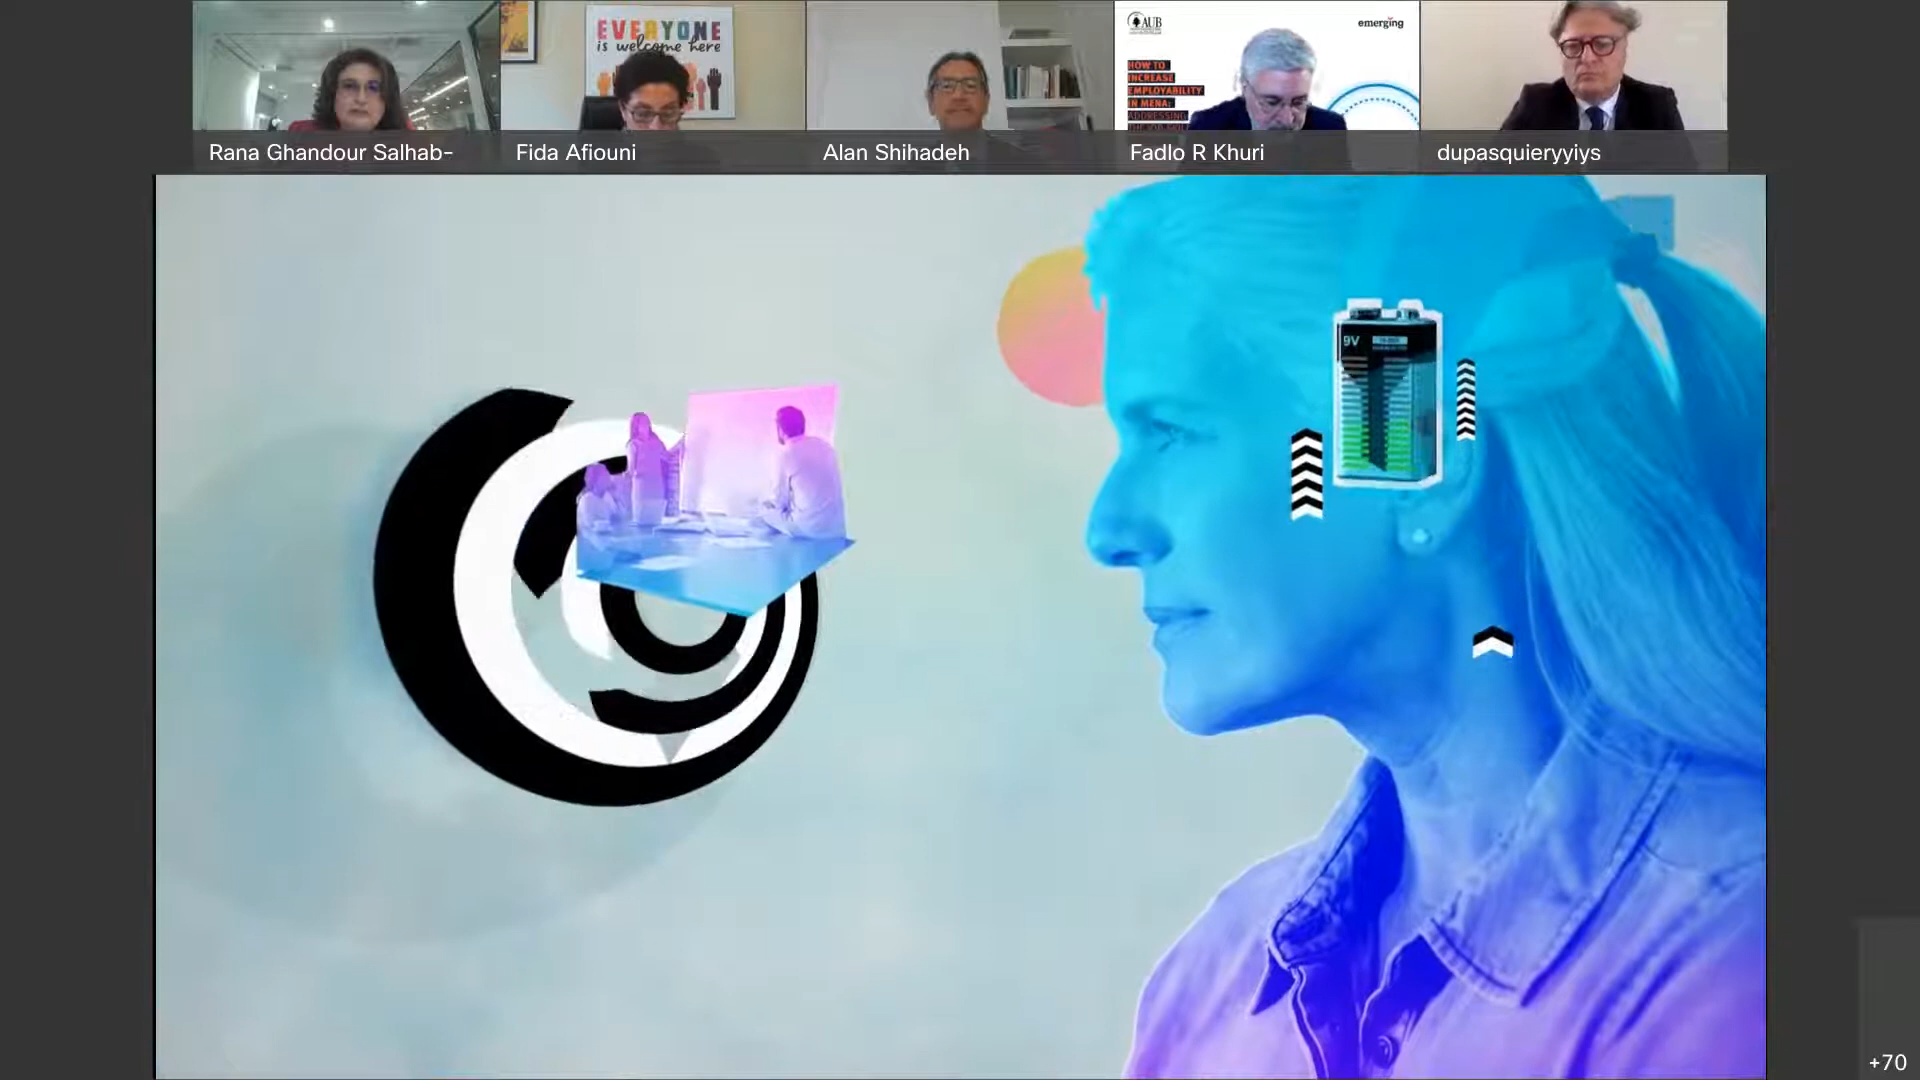 EVERYONE
is welcome here
AUB
emerging
HOW TO
INCREASE
EMPLOYABILITY
IN MENA:
ADDRESSING
Rana Ghandour Salhab-
Fida Afiouni
Alan Shihadeh
Fadlo R Khuri
dupasquieryyiys
9V
+70